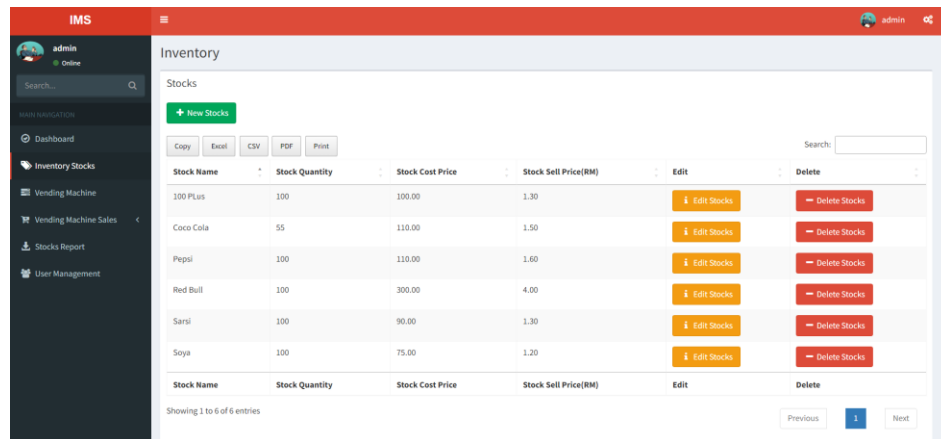 IMS
admin
admin
Online
Inventory
Search...
Stocks
MAIN NAVIGATION
+ New Stocks
Dashboard
Copy Excel CSV PDF Print Search:
Inventory Stocks
Stock Name Stock Quantity Stock Cost Price Stock Sell Price(RM) Edit Delete
Vending Machine
100 PLus 100 100.00 1.30 Edit Stocks Delete Stocks
Vending Machine Sales
Coco Cola 55 110.00 1.50 Edit Stocks Delete Stocks
Stocks Report
Pepsi 100 110.00 1.60 Edit Stocks Delete Stocks
User Management
Red Bull 100 300.00 4.00 Edit Stocks Delete Stocks
Sarsi 100 90.00 1.30 Edit Stocks Delete Stocks
Soya 100 75.00 1.20 Edit Stocks Delete Stocks
Stock Name Stock Quantity Stock Cost Price Stock Sell Price(RM) Edit Delete
Showing 1 to 6 of 6 entries
Previous 1 Next